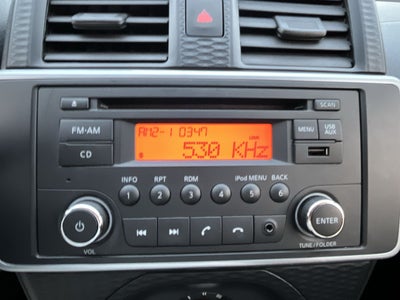 SCAN
FM·AM
AM2-1 0347
MENU
USB
AUX
CD
530 KHz
INFO RPT RDM iPod MENU BACK
1 2 3 4 5 6
ENTER
VOL
TUNE/FOLDER